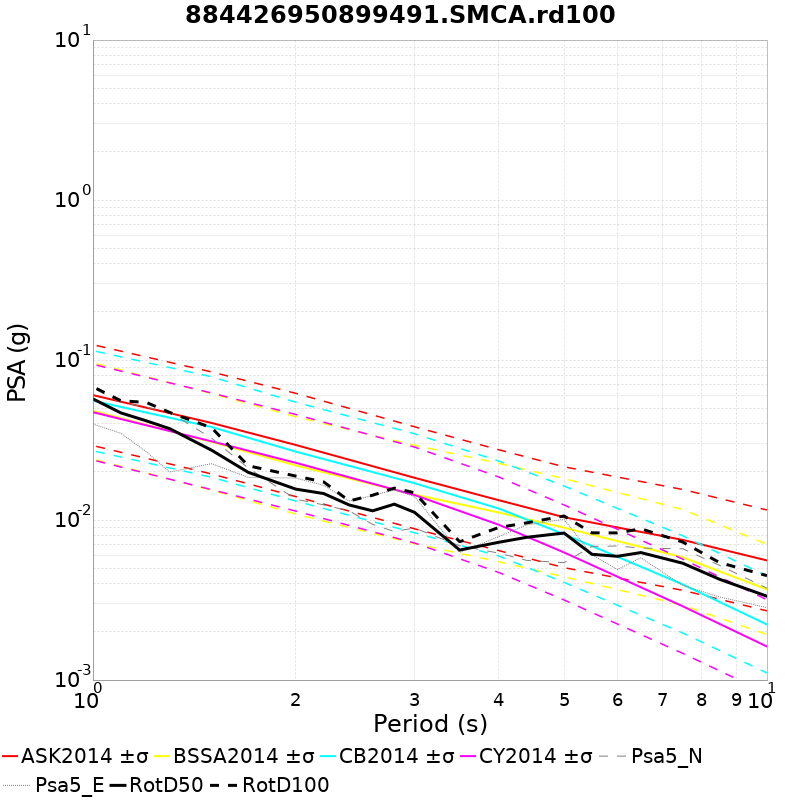 884426950899491.SMCA.rd100
10^1
10^0
10^-1
10^-2
10^-3
PSA (g)
10^0 2 3 4 5 6 7 8 9 10^1
Period (s)
ASK2014 ±σ BSSA2014 ±σ CB2014 ±σ CY2014 ±σ Psa5_N
Psa5_E RotD50 RotD100